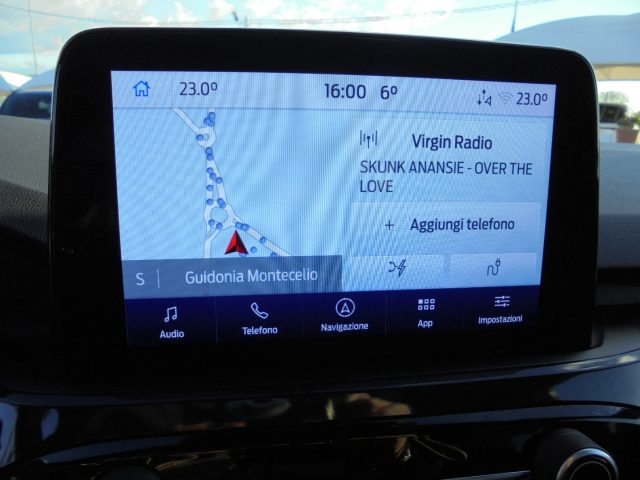 23.0° 16:00 6° 23.0°
Virgin Radio
SKUNK ANANSIE - OVER THE
LOVE
+ Aggiungi telefono
S | Guidonia Montecelio
Audio Telefono Navigazione App Impostazioni